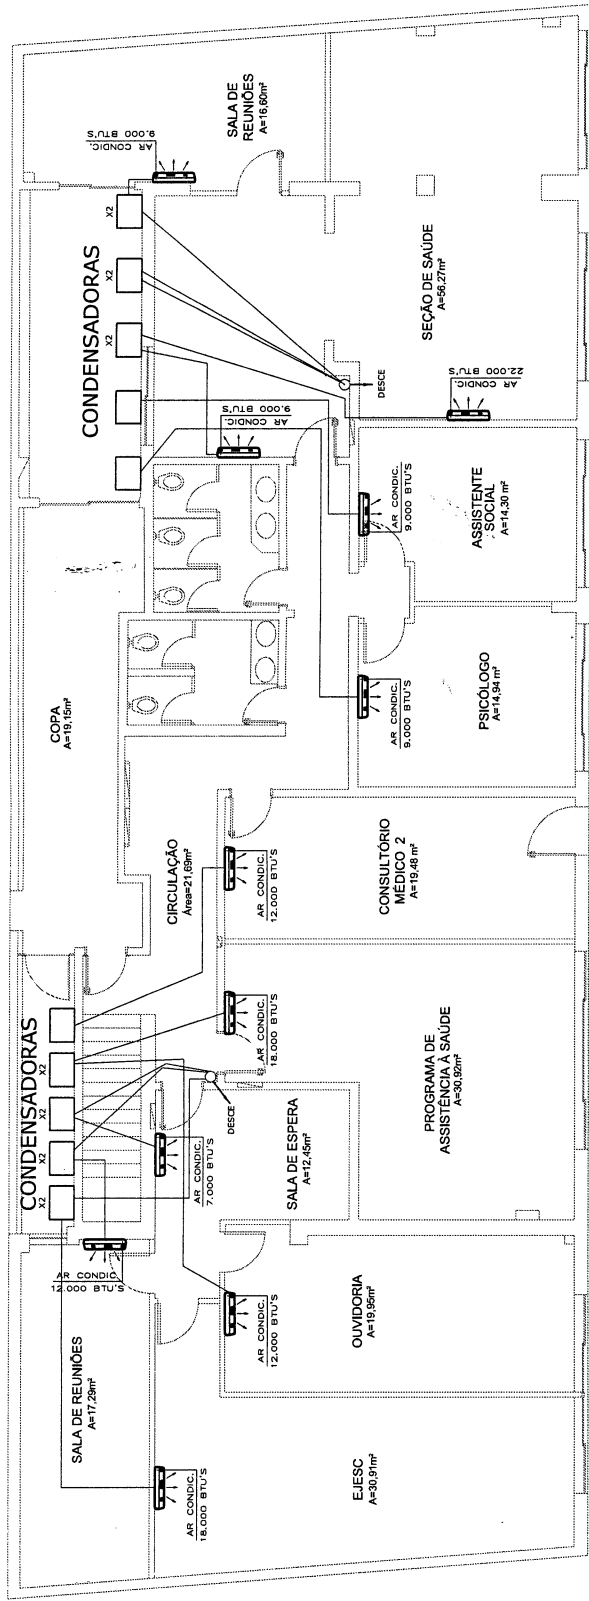 CONDENSADORAS
X2
X2
X2
X2
CONDENSADORAS
X2
X2
X2
AR CONDIC.
9.000 BTU'S
SALA DE
REUNIÕES
A=16,60m²
SEÇÃO DE SAÚDE
A=56,27m²
DESCE
AR CONDIC.
22.000 BTU'S
AR CONDIC.
9.000 BTU'S
AR CONDIC.
9.000 BTU'S
ASSISTENTE
SOCIAL
A=14,30 m²
COPA
A=19,15m²
AR CONDIC.
9.000 BTU'S
PSICÓLOGO
A=14,94 m²
CIRCULAÇÃO
Área=21,69m²
AR CONDIC.
12.000 BTU'S
CONSULTÓRIO
MÉDICO 2
A=19,48 m²
AR CONDIC.
18.000 BTU'S
PROGRAMA DE
ASSISTÊNCIA À SAÚDE
A=30,92m²
DESCE
AR CONDIC.
7.000 BTU'S
SALA DE ESPERA
A=12,45m²
AR CONDIC.
12.000 BTU'S
AR CONDIC.
12.000 BTU'S
OUVIDORIA
A=19,95m²
SALA DE REUNIÕES
A=17,29m²
AR CONDIC.
18.000 BTU'S
EJESC
A=30,91m²